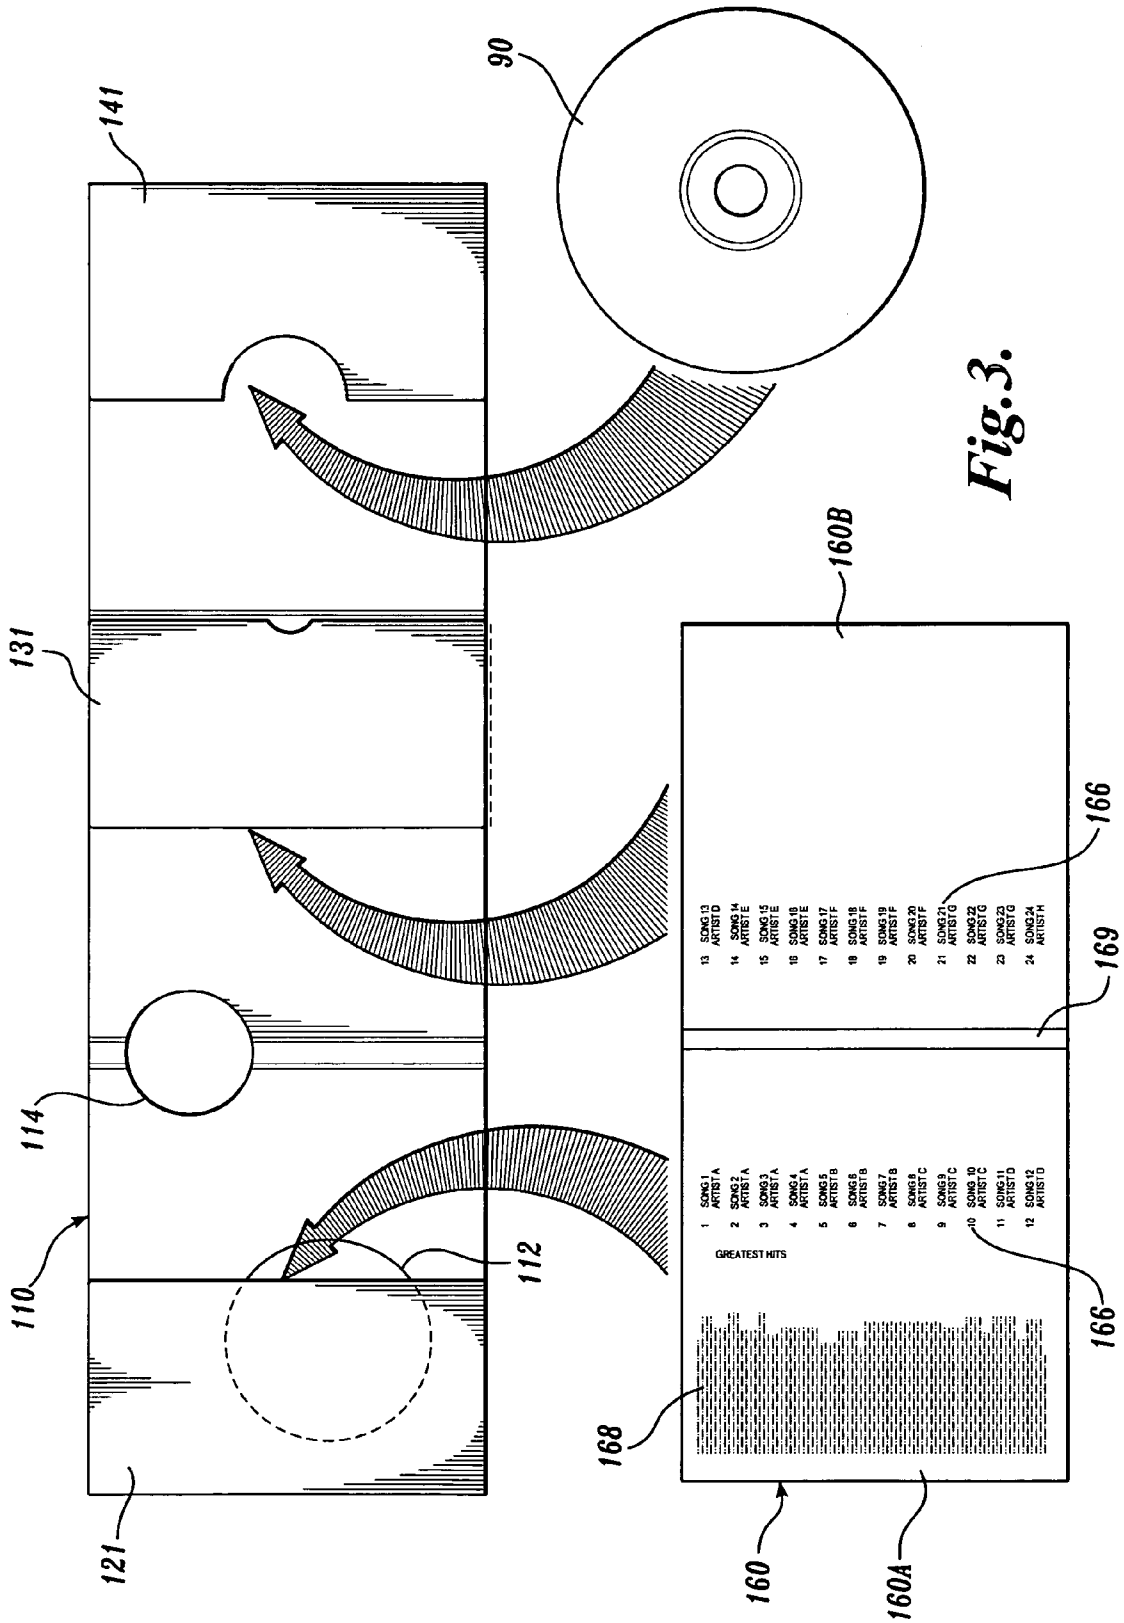 121
110
114
131
141
112
90
168
GREATEST HITS
1 SONG 1
ARTIST A
2 SONG 2
ARTIST A
3 SONG 3
ARTIST A
4 SONG 4
ARTIST A
5 SONG 5
ARTIST B
6 SONG 6
ARTIST B
7 SONG 7
ARTIST B
8 SONG 8
ARTIST C
9 SONG 9
ARTIST C
10 SONG 10
ARTIST C
11 SONG 11
ARTIST D
12 SONG 12
ARTIST D
13 SONG 13
ARTIST D
14 SONG 14
ARTIST E
15 SONG 15
ARTIST E
16 SONG 16
ARTIST E
17 SONG 17
ARTIST F
18 SONG 18
ARTIST F
19 SONG 19
ARTIST F
20 SONG 20
ARTIST F
21 SONG 21
ARTIST G
22 SONG 22
ARTIST G
23 SONG 23
ARTIST G
24 SONG 24
ARTIST H
160
160A
166
169
166
160B
Fig.3.